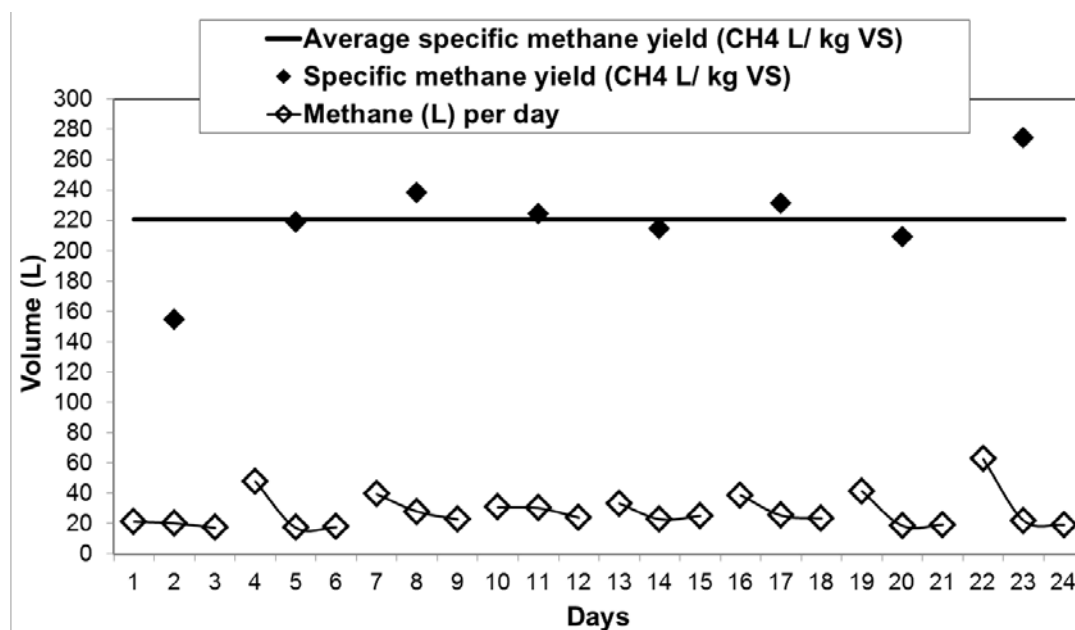 Average specific methane yield (CH4 L/ kg VS)
Specific methane yield (CH4 L/ kg VS)
Methane (L) per day
300
280
260
240
220
200
180
160
140
120
100
80
60
40
20
0
Volume (L)
1 2 3 4 5 6 7 8 9 10 11 12 13 14 15 16 17 18 19 20 21 22 23 24
Days